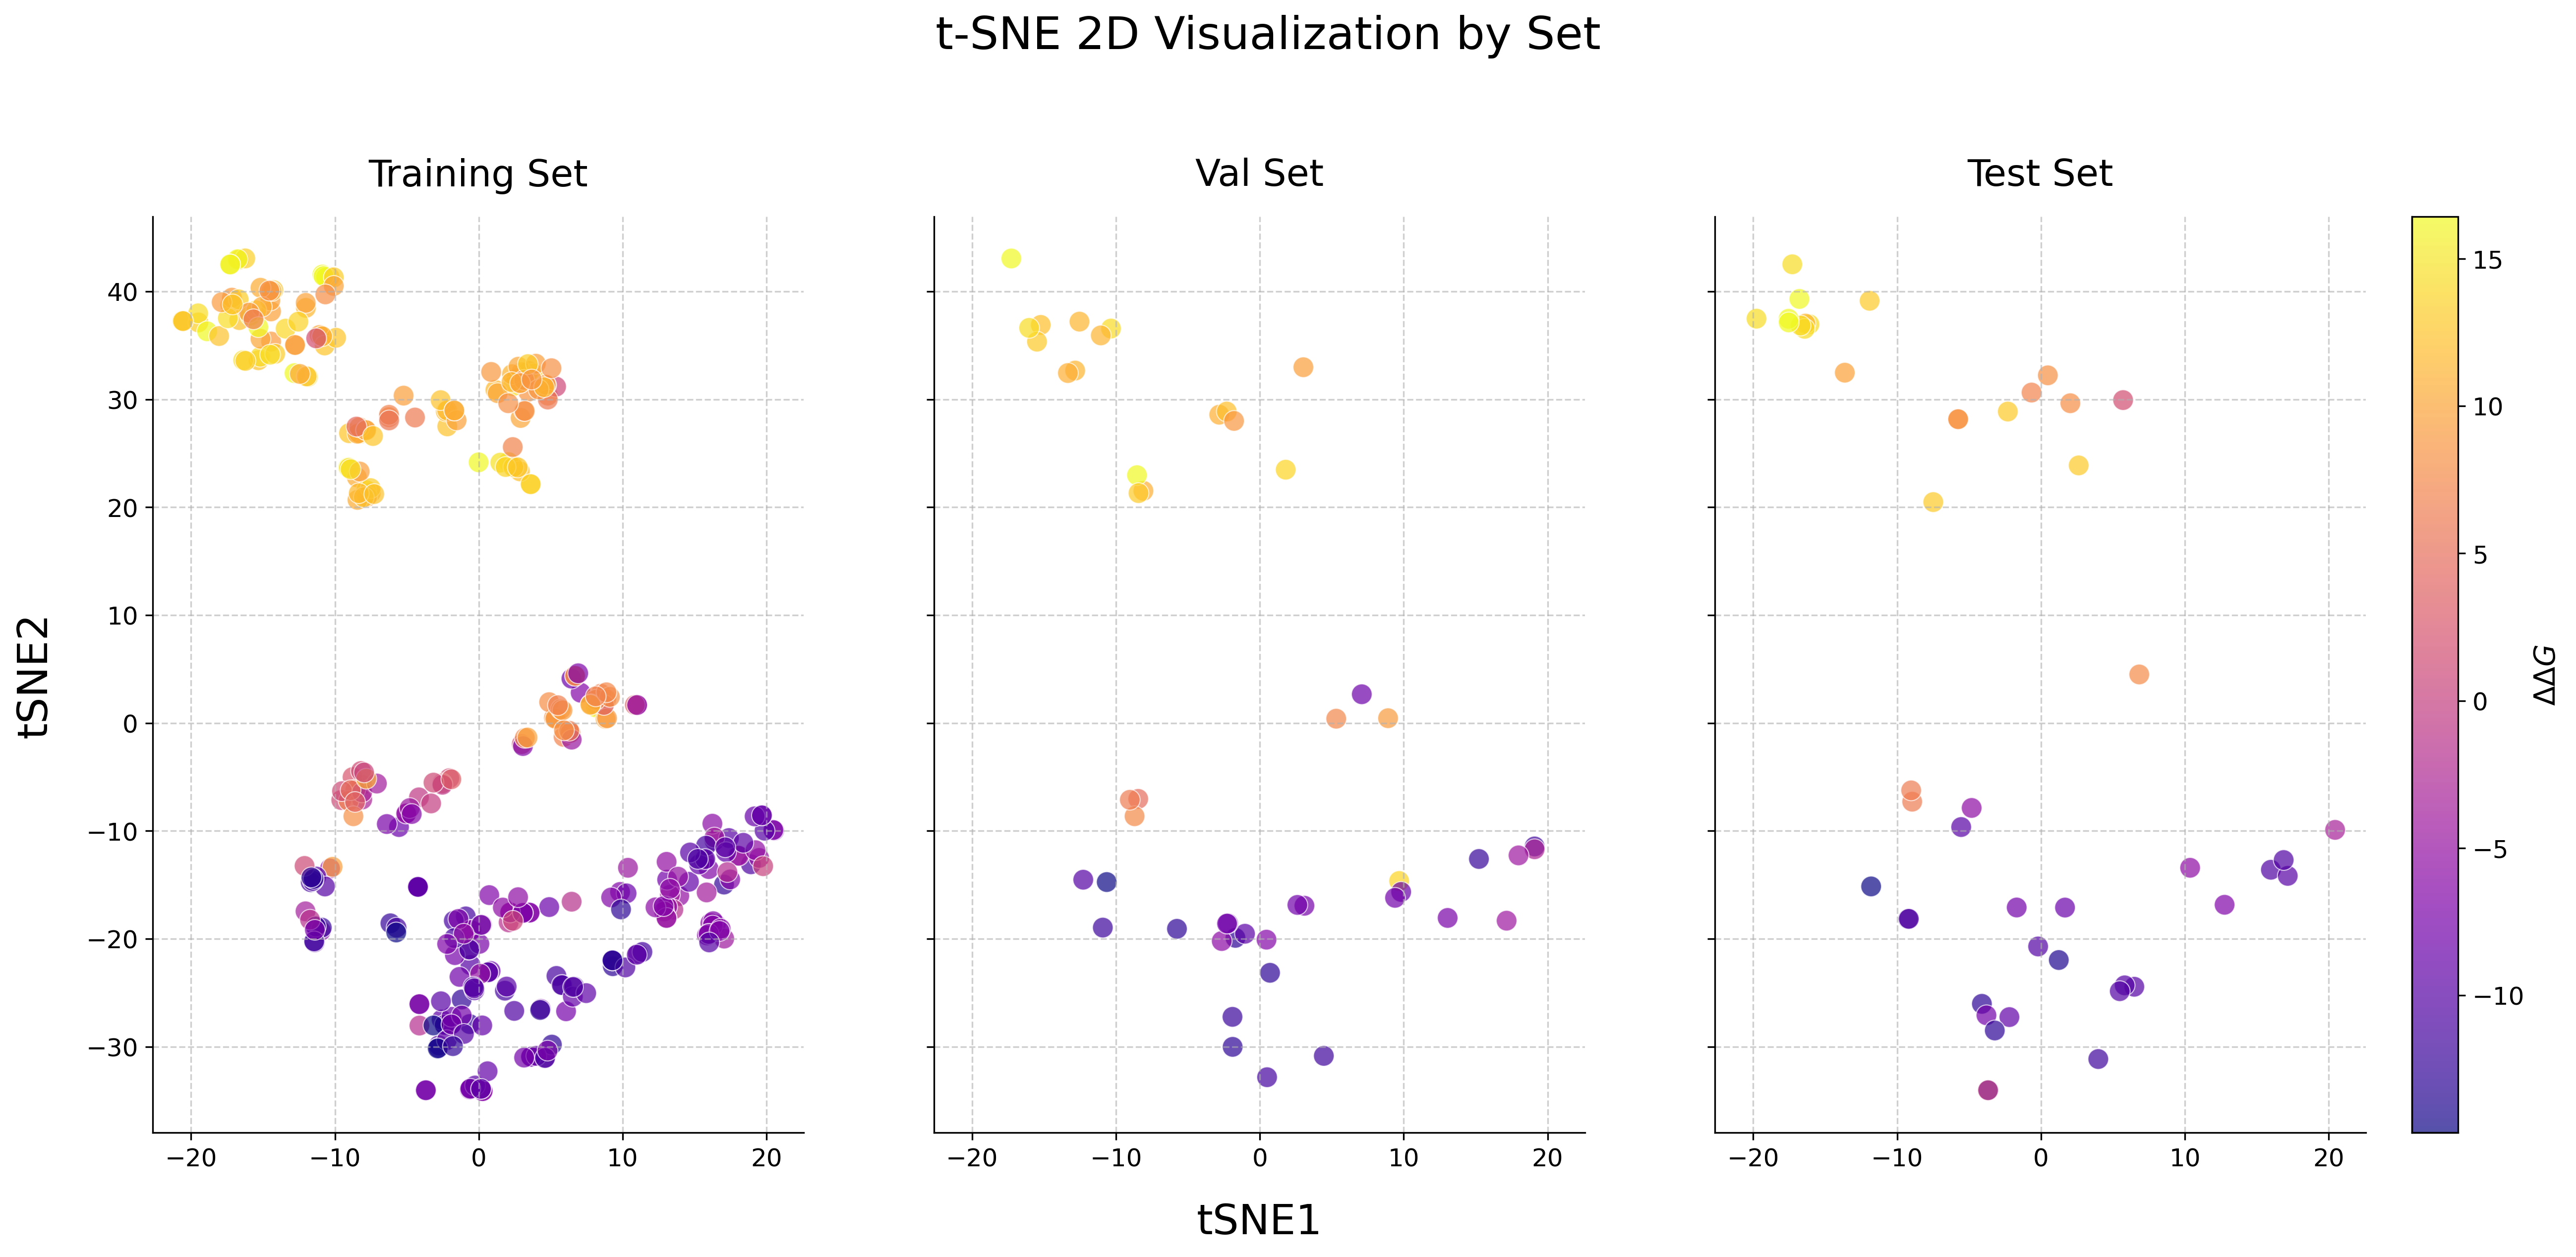 t-SNE 2D Visualization by Set
Training Set
Val Set
Test Set
tSNE2
40
30
20
10
0
−10
−20
−30
−20 −10 0 10 20
−20 −10 0 10 20
−20 −10 0 10 20
tSNE1
15
10
5
0
−5
−10
ΔΔG